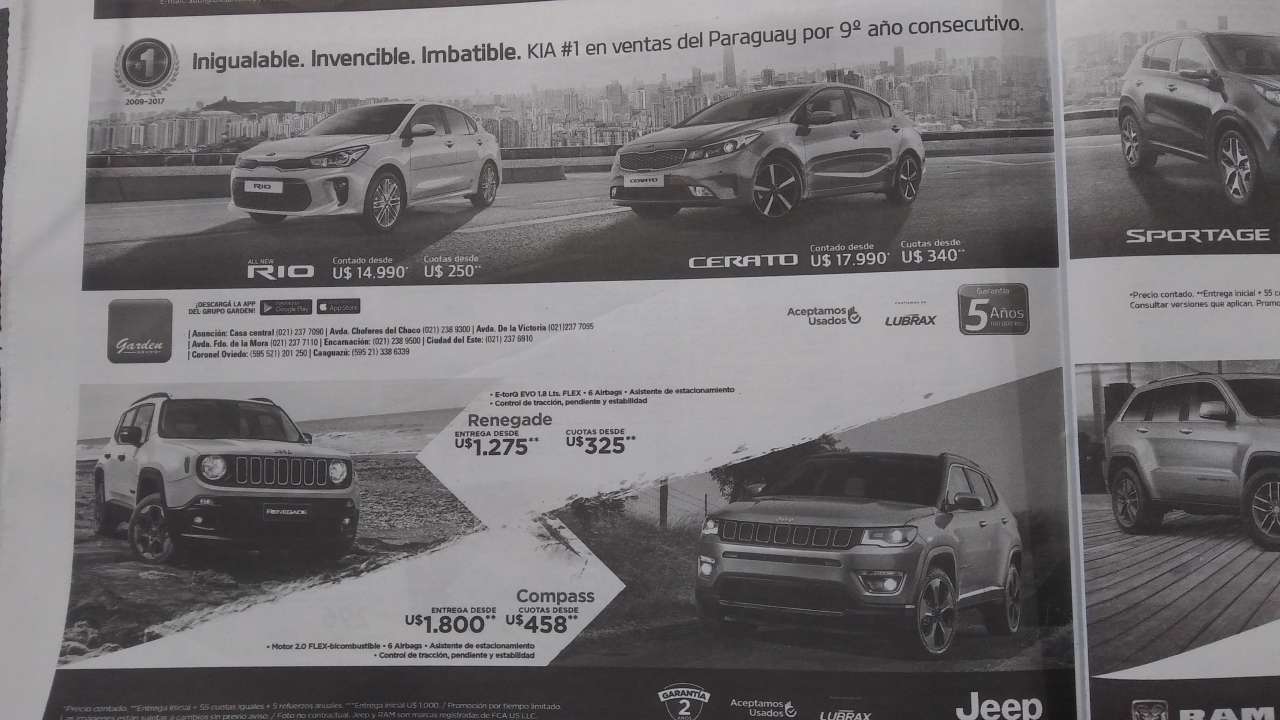 Inigualable. Invencible. Imbatible. KIA #1 en ventas del Paraguay por 9º año consecutivo.
1
2009-2017
RIO
CERATO
ALL NEW
RIO
Contado desde
U$ 14.990*
Cuotas desde
U$ 250**
CERATO
Contado desde
U$ 17.990*
Cuotas desde
U$ 340**
SPORTAGE
Garden
¡DESCARGÁ LA APP
DEL GRUPO GARDEN!
Google Play
App Store
| Asunción: Casa central (021) 237 7090 | Avda. Choferes del Chaco (021) 238 9300 | Avda. De la Victoria (021)237 7095
| Avda. Fdo. de la Mora (021) 237 7110 | Encarnación: (021) 238 9500 | Ciudad del Este: (021) 237 6910
| Coronel Oviedo: (595 521) 201 250 | Caaguazú: (595 21) 338 6339
Aceptamos
Usados
LUBRAX
Garantía
5 Años
*Precio contado. **Entrega inicial + 55
Consultar versiones que aplican.
• E-torQ EVO 1.8 Lts. FLEX • 6 Airbags • Asistente de estacionamiento
• Control de tracción, pendiente y estabilidad
Renegade
ENTREGA DESDE
U$1.275**
CUOTAS DESDE
U$325**
Jeep
RENEGADE
Jeep
Compass
ENTREGA DESDE
U$1.800**
CUOTAS DESDE
U$458**
• Motor 2.0 FLEX-bicombustible • 6 Airbags • Asistente de estacionamiento
• Control de tracción, pendiente y estabilidad
*Precio contado. **Entrega inicial + 55 cuotas iguales + 5 refuerzos anuales. ***Entrega inicial U$ 1.000. / Promoción por tiempo limitado.
Las imágenes están sujetas a cambios sin previo aviso. / Foto no contractual. Jeep y RAM son marcas registradas de FCA US LLC.
GARANTÍA
2
AÑOS
Aceptamos
Usados
LUBRAX
Jeep
RAM